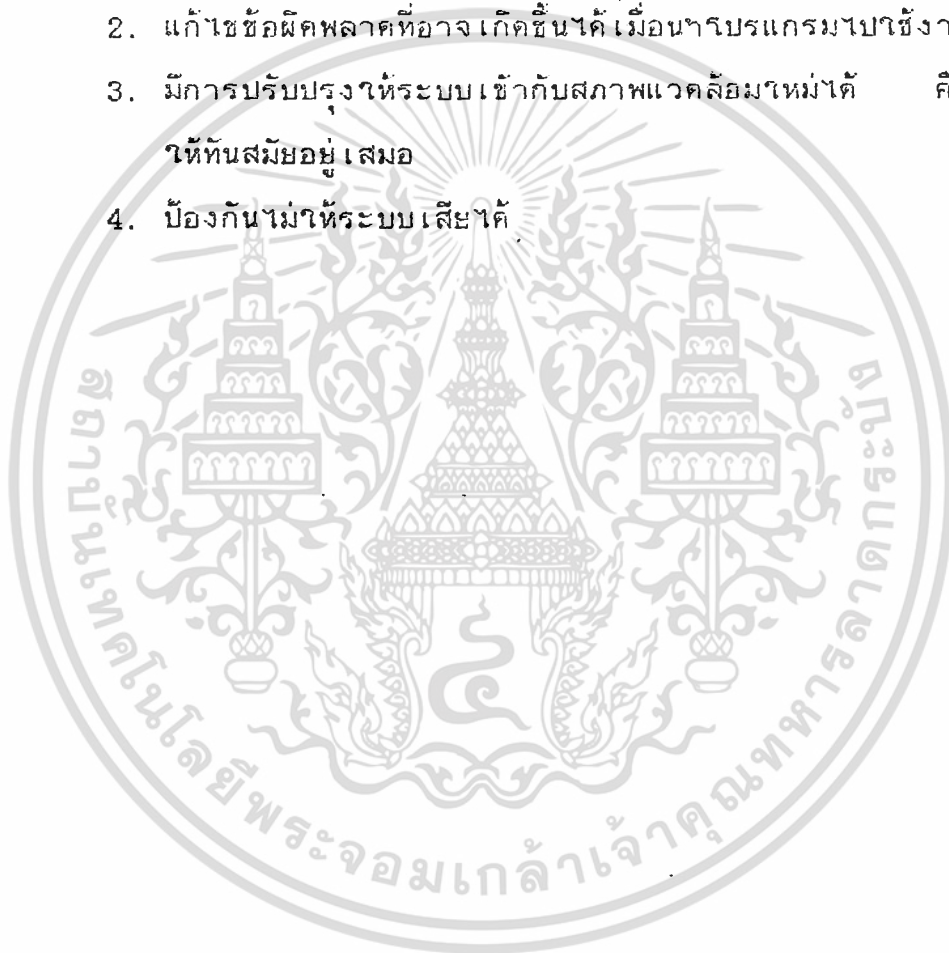 2. แก้ไขข้อผิดพลาดที่อาจเกิดขึ้นได้เมื่อนำโปรแกรมไปใช้งา
3. มีการปรับปรุงให้ระบบเข้ากับสภาพแวดล้อมใหม่ได้ คื
ให้ทันสมัยอยู่เสมอ
4. ป้องกันไม่ให้ระบบเสียได้
สถาบันเทคโนโลยีพระจอมเกล้าเจ้าคุณทหารลาดกระบัง